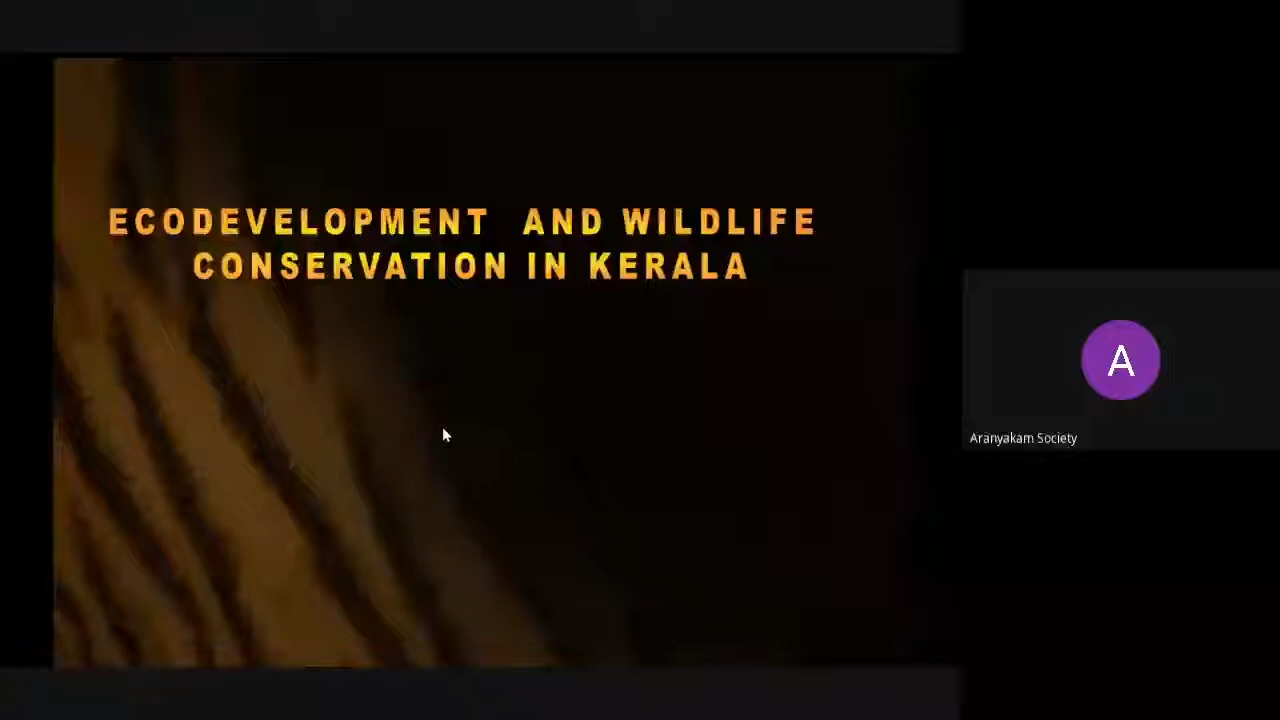 ECODEVELOPMENT AND WILDLIFE
CONSERVATION IN KERALA
A
Aranyakam Society